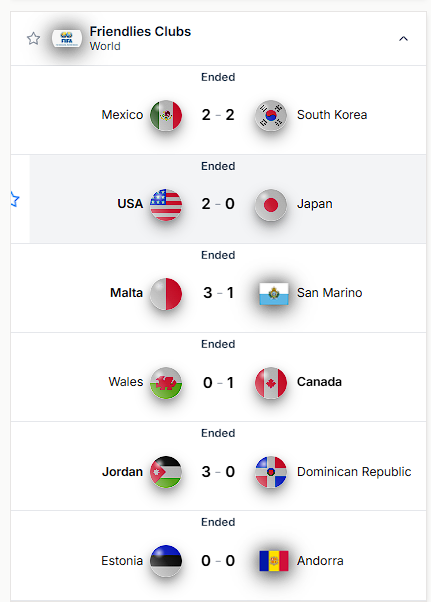 Friendlies Clubs
World
Ended
Mexico 2 - 2 South Korea
Ended
USA 2 - 0 Japan
Ended
Malta 3 - 1 San Marino
Ended
Wales 0 - 1 Canada
Ended
Jordan 3 - 0 Dominican Republic
Ended
Estonia 0 - 0 Andorra
FIFA